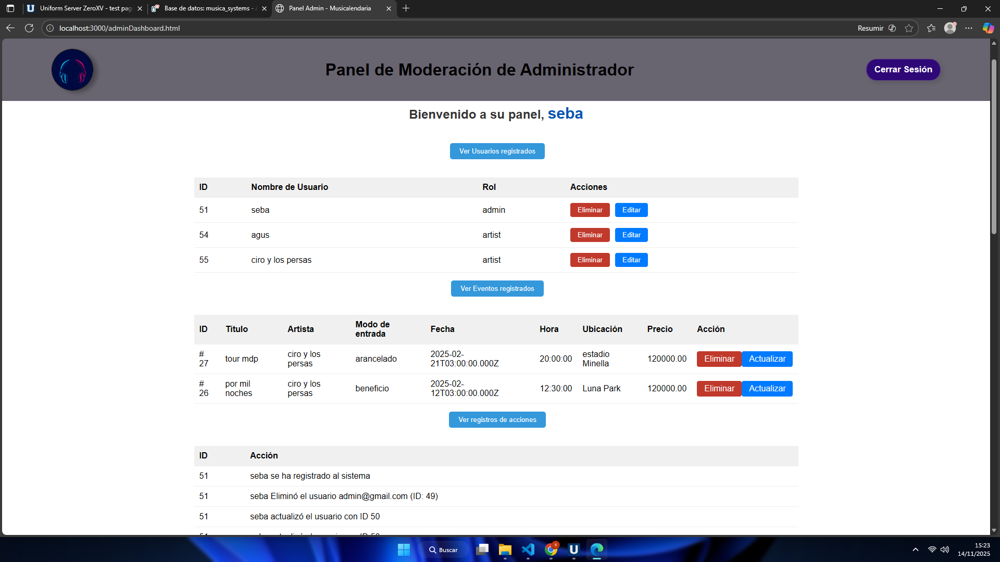 Uniform Server ZeroXV - test pag
Base de datos: musica_systems -
Panel Admin - Musicalendaria
localhost:3000/adminDashboard.html
Resumir
Panel de Moderación de Administrador
Cerrar Sesión
Bienvenido a su panel, seba
Ver Usuarios registrados
ID Nombre de Usuario Rol Acciones
51 seba admin Eliminar Editar
54 agus artist Eliminar Editar
55 ciro y los persas artist Eliminar Editar
Ver Eventos registrados
ID Título Artista Modo de entrada Fecha Hora Ubicación Precio Acción
# 27 tour mdp ciro y los persas arancelado 2025-02-21T03:00:00.000Z 20:00:00 estadio Minella 120000.00 Eliminar Actualizar
# 26 por mil noches ciro y los persas beneficio 2025-02-12T03:00:00.000Z 12:30:00 Luna Park 120000.00 Eliminar Actualizar
Ver registros de acciones
ID Acción
51 seba se ha registrado al sistema
51 seba Eliminó el usuario admin@gmail.com (ID: 49)
51 seba actualizó el usuario con ID 50
Buscar
15:23
14/11/2025